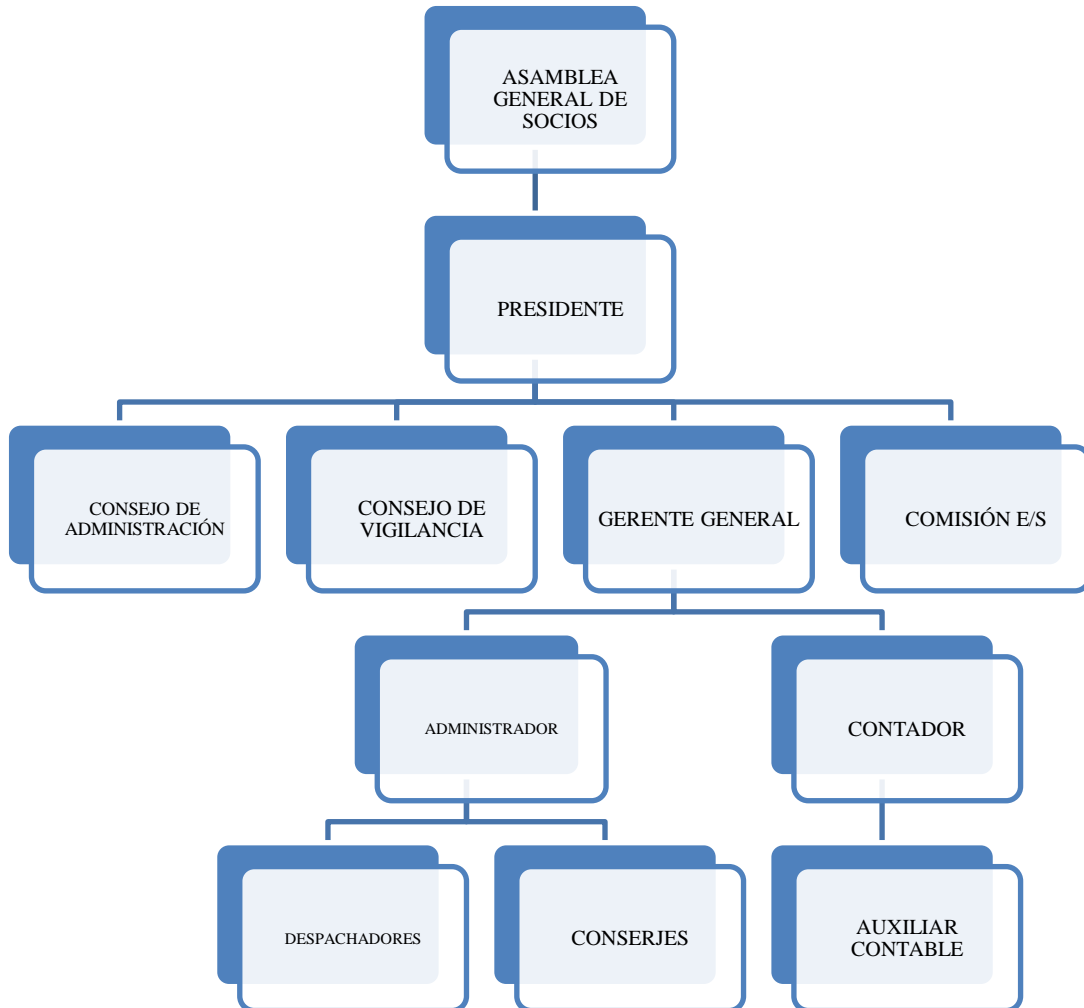 ASAMBLEA
GENERAL DE
SOCIOS
PRESIDENTE
CONSEJO DE
ADMINISTRACIÓN
CONSEJO DE
VIGILANCIA
GERENTE GENERAL
COMISIÓN E/S
ADMINISTRADOR
CONTADOR
DESPACHADORES
CONSERJES
AUXILIAR
CONTABLE